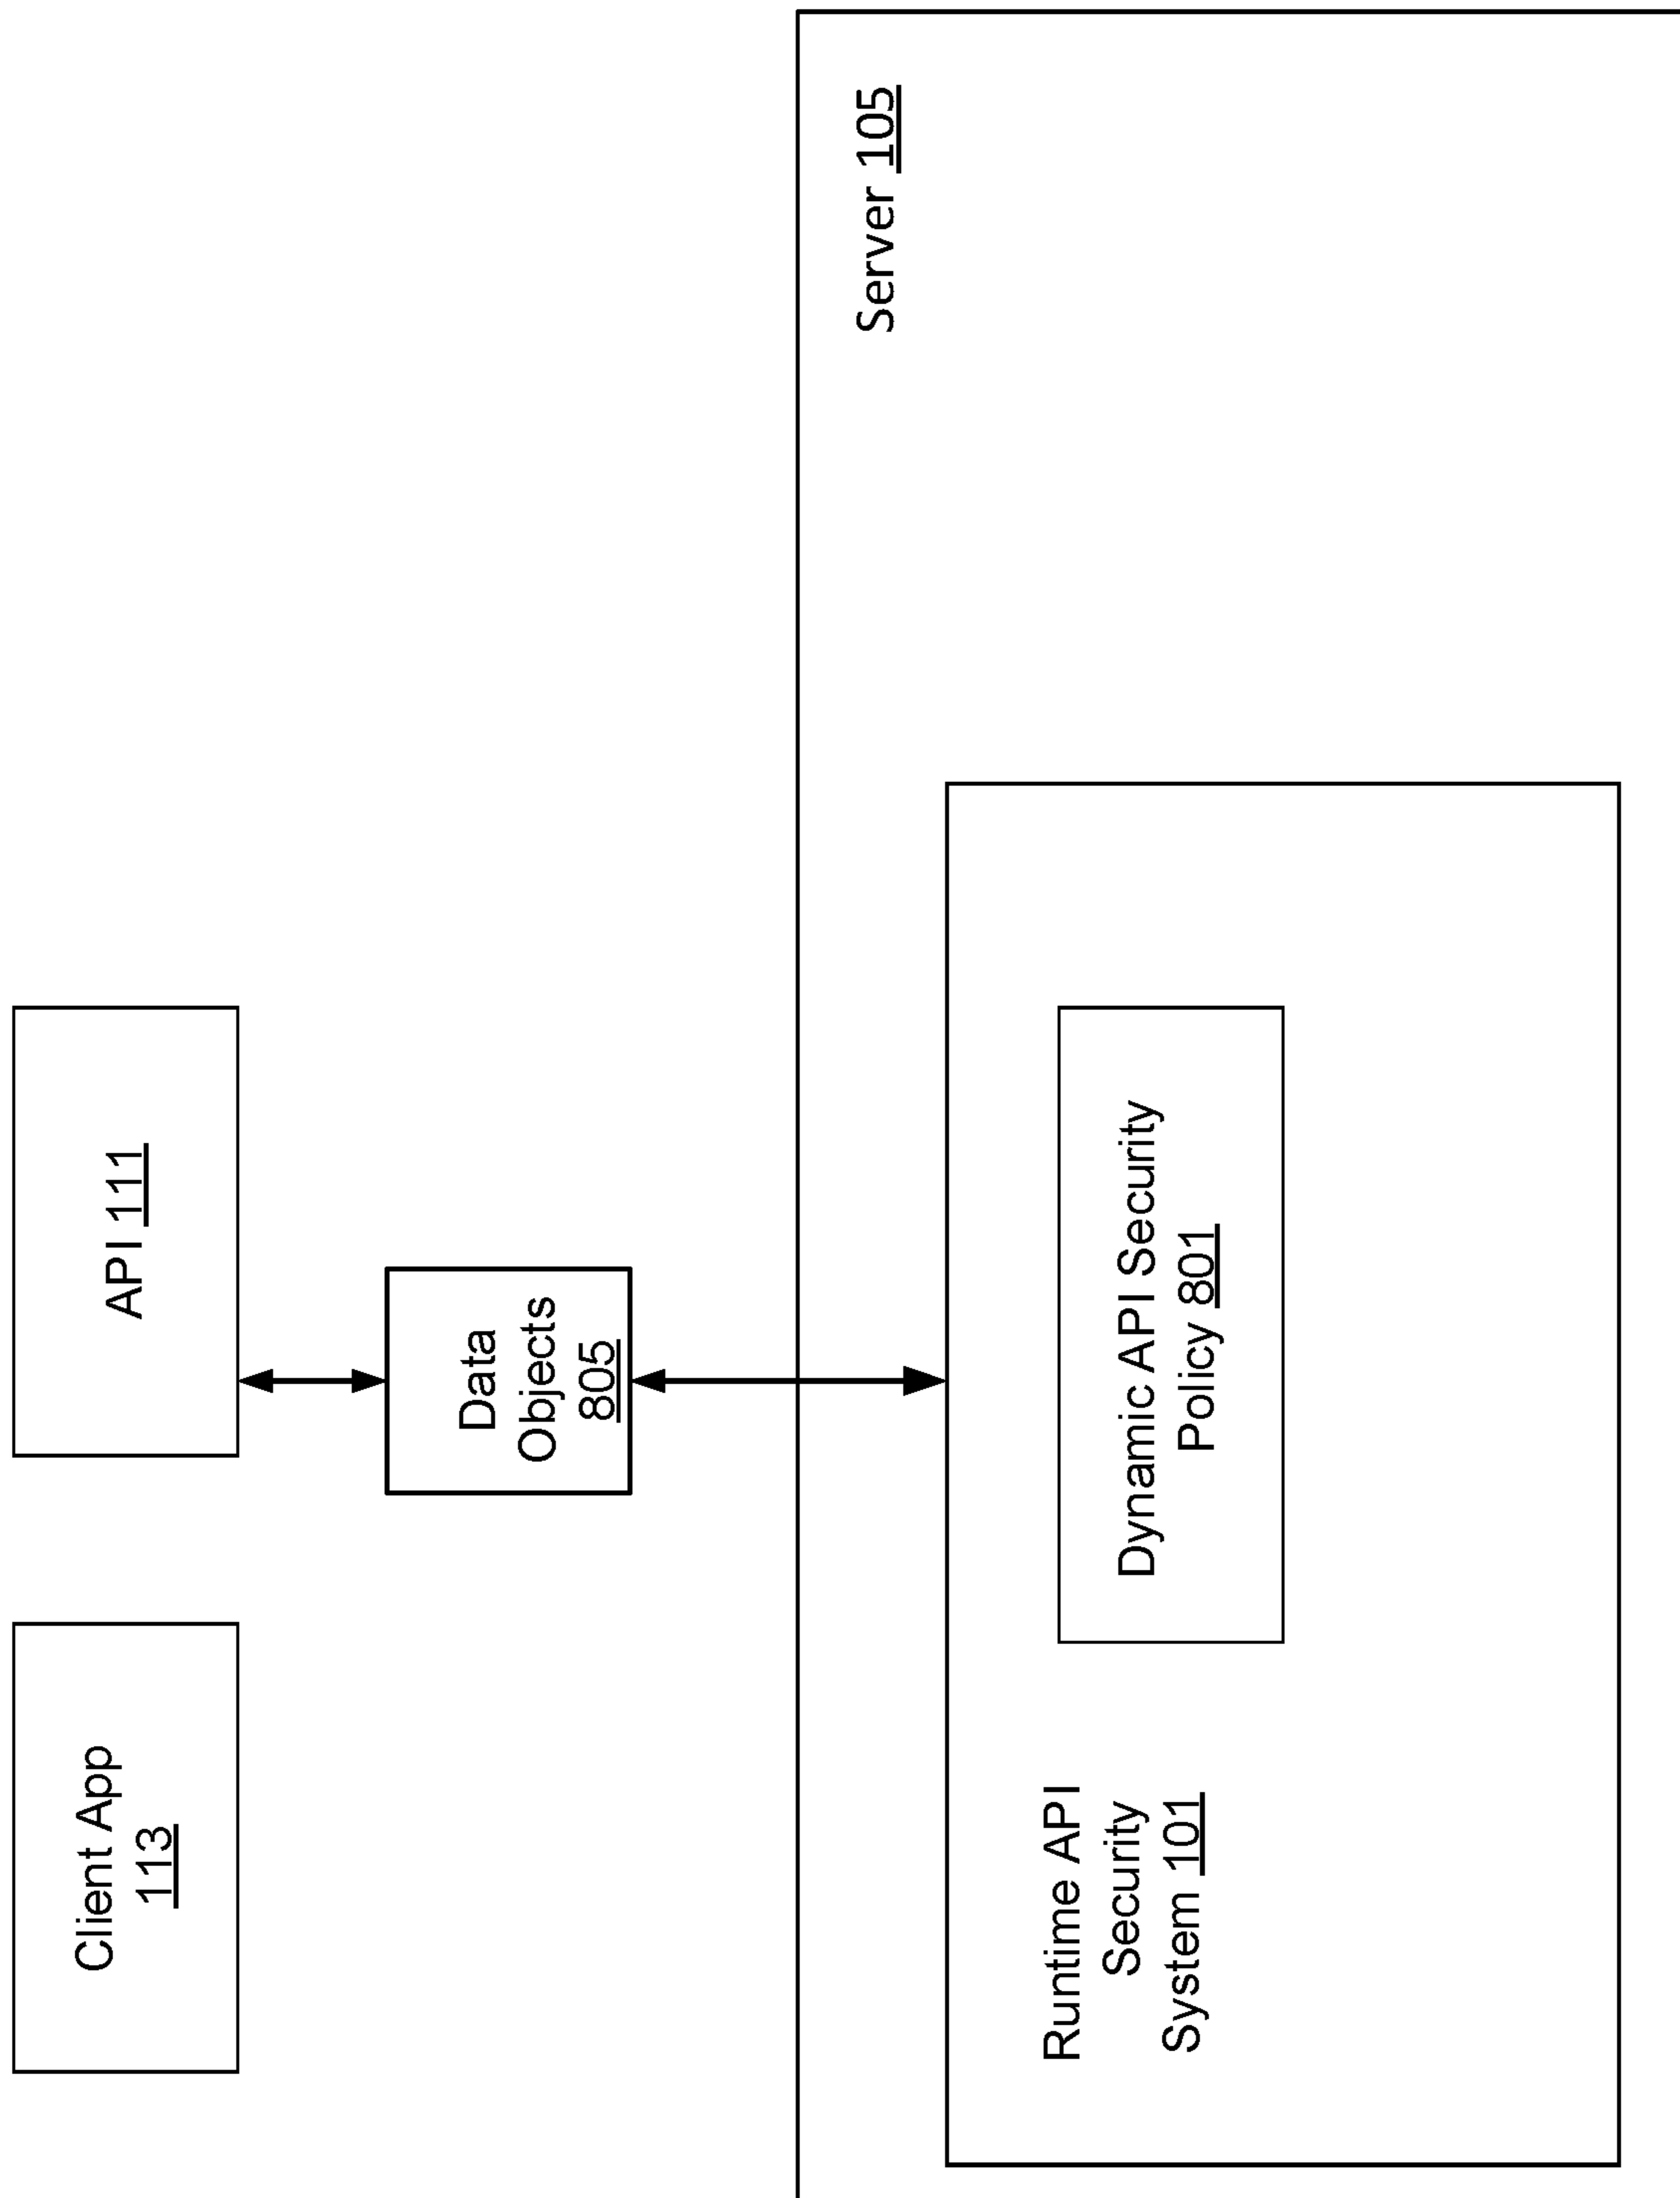 Client App
113
API 111
Data
Objects
805
Server 105
Runtime API
Security
System 101
Dynamic API Security
Policy 801